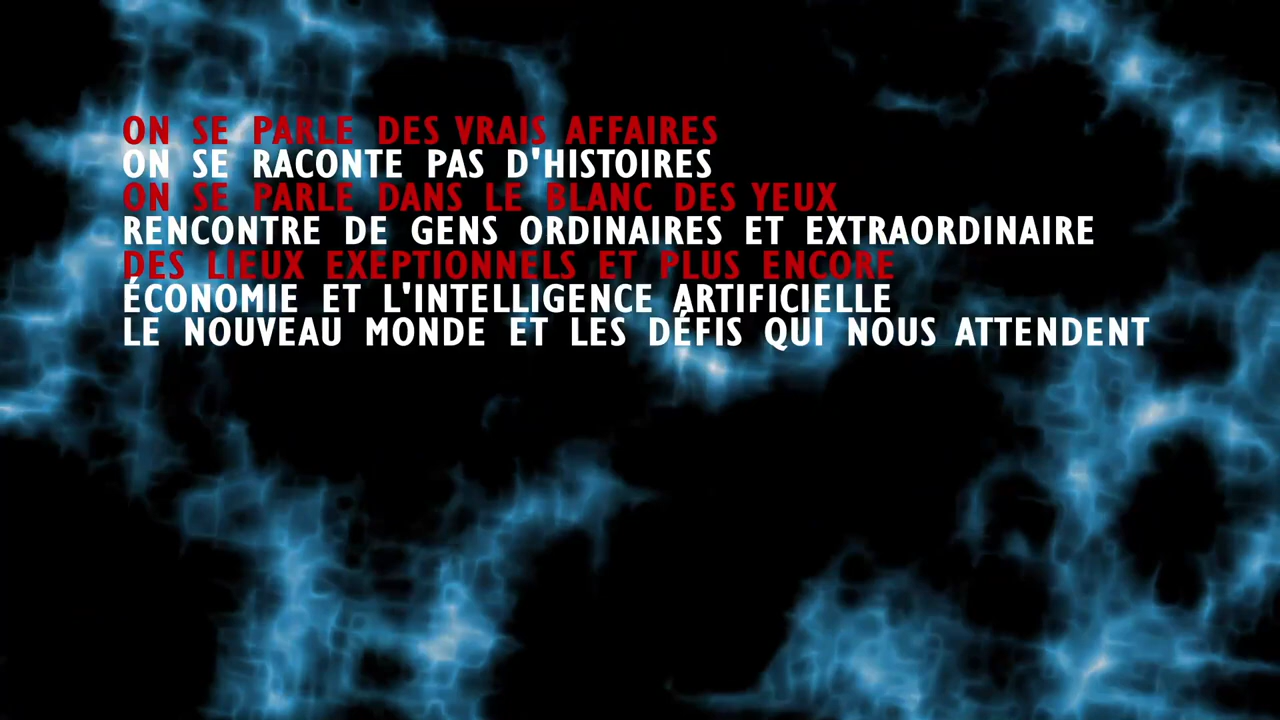 ON SE PARLE DES VRAIS AFFAIRES
ON SE RACONTE PAS D'HISTOIRES
ON SE PARLE DANS LE BLANC DES YEUX
RENCONTRE DE GENS ORDINAIRES ET EXTRAORDINAIRE
DES LIEUX EXEPTIONNELS ET PLUS ENCORE
ÉCONOMIE ET L'INTELLIGENCE ARTIFICIELLE
LE NOUVEAU MONDE ET LES DÉFIS QUI NOUS ATTENDENT